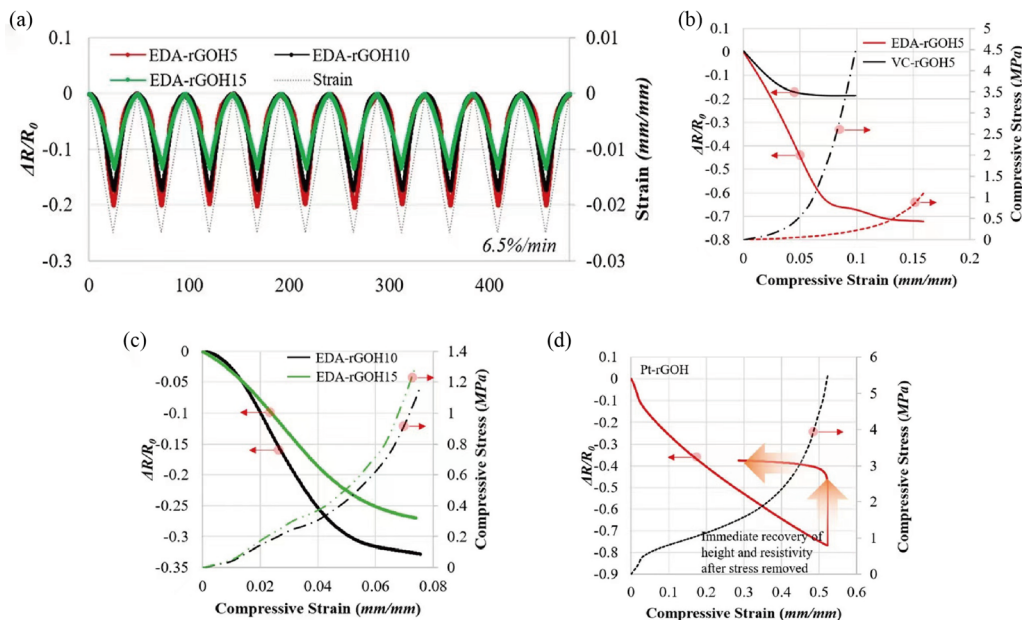 (a)
0.1
0
-0.1
-0.2
-0.3
ΔR/R0
EDA-rGOH5
EDA-rGOH10
EDA-rGOH15
Strain
0.01
0
-0.01
-0.02
-0.03
Strain (mm/mm)
6.5%/min
0 100 200 300 400
(b)
0.1
0
-0.1
-0.2
-0.3
-0.4
-0.5
-0.6
-0.7
-0.8
ΔR/R0
EDA-rGOH5
VC-rGOH5
5
4.5
4
3.5
3
2.5
2
1.5
1
0.5
0
Compressive Stress (MPa)
0 0.05 0.1 0.15 0.2
Compressive Strain (mm/mm)
(c)
0
-0.05
-0.1
-0.15
-0.2
-0.25
-0.3
-0.35
ΔR/R0
EDA-rGOH10
EDA-rGOH15
1.4
1.2
1
0.8
0.6
0.4
0.2
0
Compressive Stress (MPa)
0 0.02 0.04 0.06 0.08
Compressive Strain (mm/mm)
(d)
0.1
0
-0.1
-0.2
-0.3
-0.4
-0.5
-0.6
-0.7
-0.8
-0.9
ΔR/R0
Pt-rGOH
Immediate recovery of
height and resistivity
after stress removed
6
5
4
3
2
1
0
Compressive Stress (MPa)
0 0.1 0.2 0.3 0.4 0.5 0.6
Compressive Strain (mm/mm)